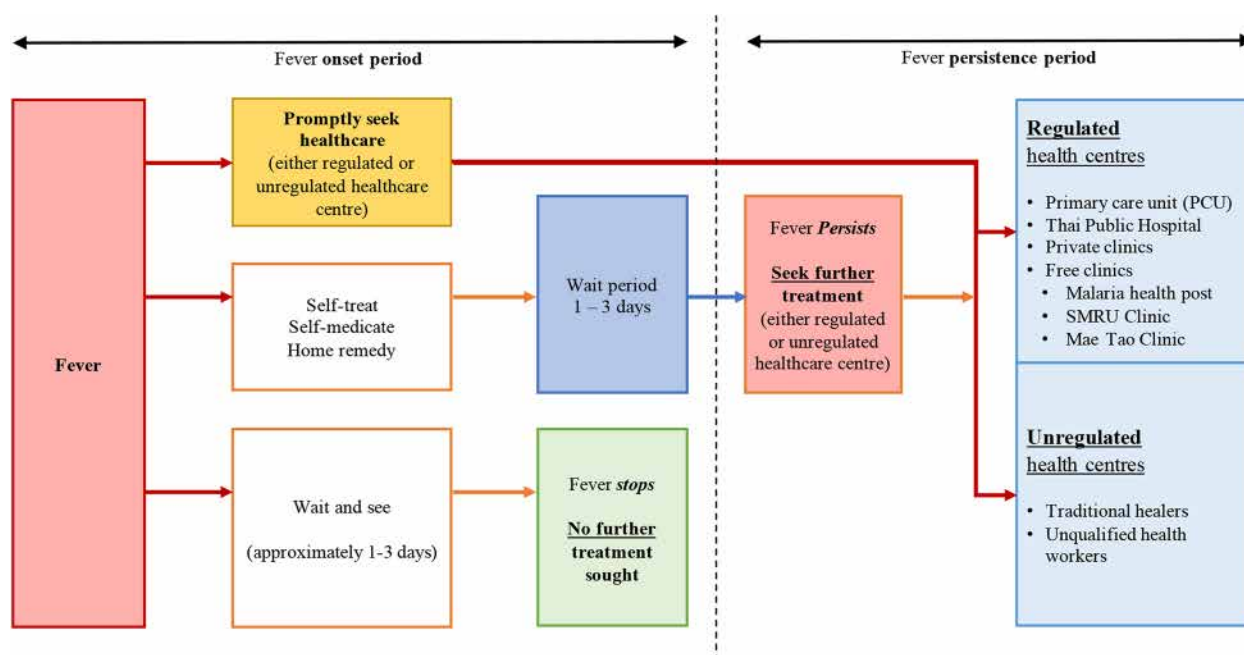 Fever onset period
Fever persistence period
Fever
Promptly seek
healthcare
(either regulated or
unregulated healthcare
centre)
Self-treat
Self-medicate
Home remedy
Wait and see
(approximately 1-3 days)
Wait period
1 – 3 days
Fever stops
No further
treatment
sought
Fever Persists
Seek further
treatment
(either regulated
or unregulated
healthcare centre)
Regulated
health centres
• Primary care unit (PCU)
• Thai Public Hospital
• Private clinics
• Free clinics
• Malaria health post
• SMRU Clinic
• Mae Tao Clinic
Unregulated
health centres
• Traditional healers
• Unqualified health
workers